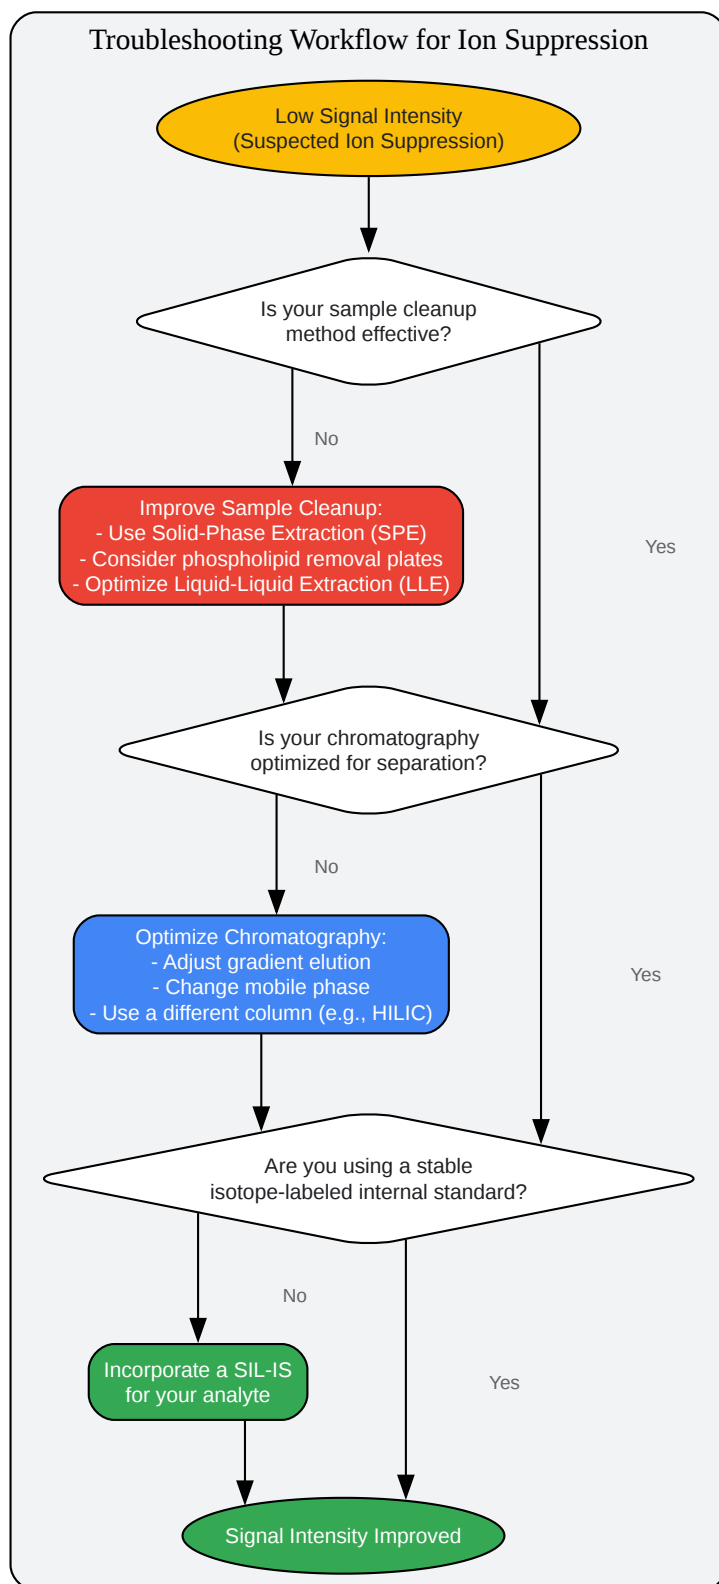 Troubleshooting Workflow for Ion Suppression
Low Signal Intensity
(Suspected Ion Suppression)
Is your sample cleanup
method effective?
No
Improve Sample Cleanup:
- Use Solid-Phase Extraction (SPE)
- Consider phospholipid removal plates
- Optimize Liquid-Liquid Extraction (LLE)
Yes
Is your chromatography
optimized for separation?
No
Optimize Chromatography:
- Adjust gradient elution
- Change mobile phase
- Use a different column (e.g., HILIC)
Yes
Are you using a stable
isotope-labeled internal standard?
No
Incorporate a SIL-IS
for your analyte
Yes
Signal Intensity Improved